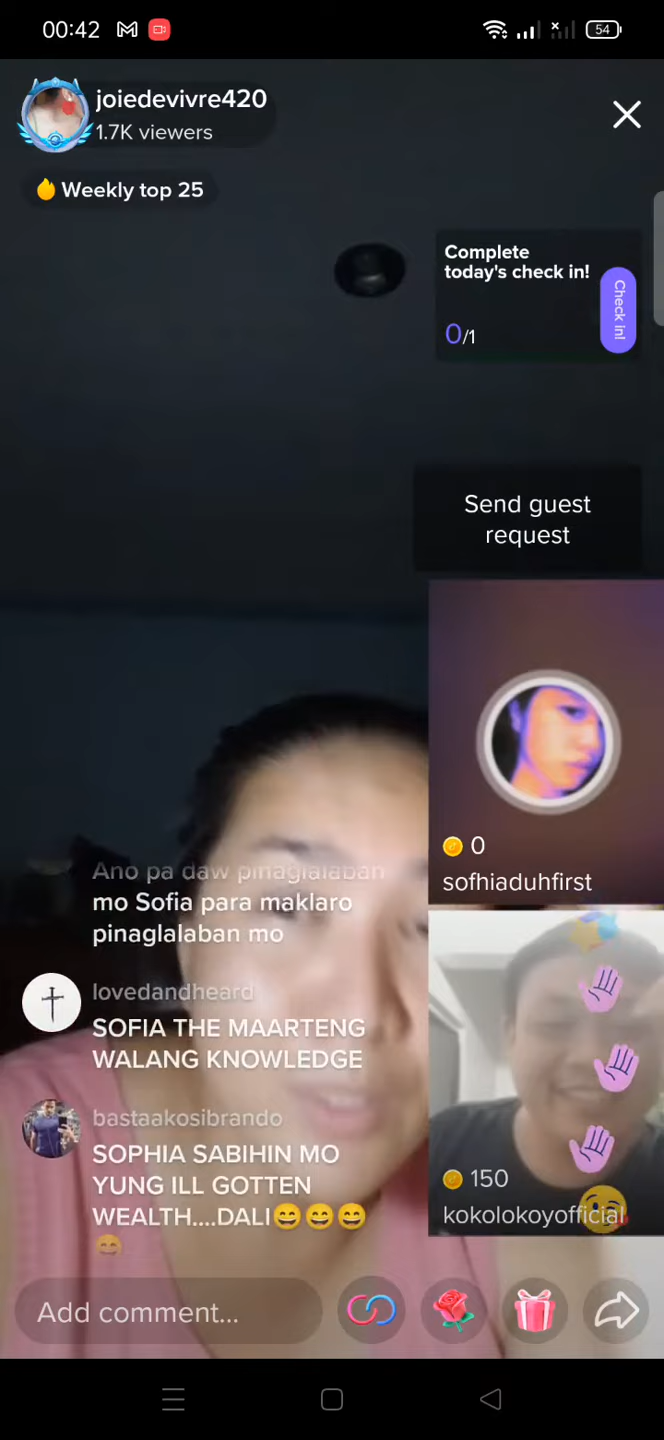 00:42
54
joiedevivre420
1.7K viewers
Weekly top 25
Complete
today's check in!
0/1
Check in!
Send guest
request
0
sofhiaduhfirst
Ano pa daw pinaglalaban
mo Sofia para maklaro
pinaglalaban mo
lovedandheard
SOFIA THE MAARTENG
WALANG KNOWLEDGE
bastaakosibrando
SOPHIA SABIHIN MO
YUNG ILL GOTTEN
WEALTH....DALI😄😄😄
😄
150
kokolokoyofficial
Add comment...